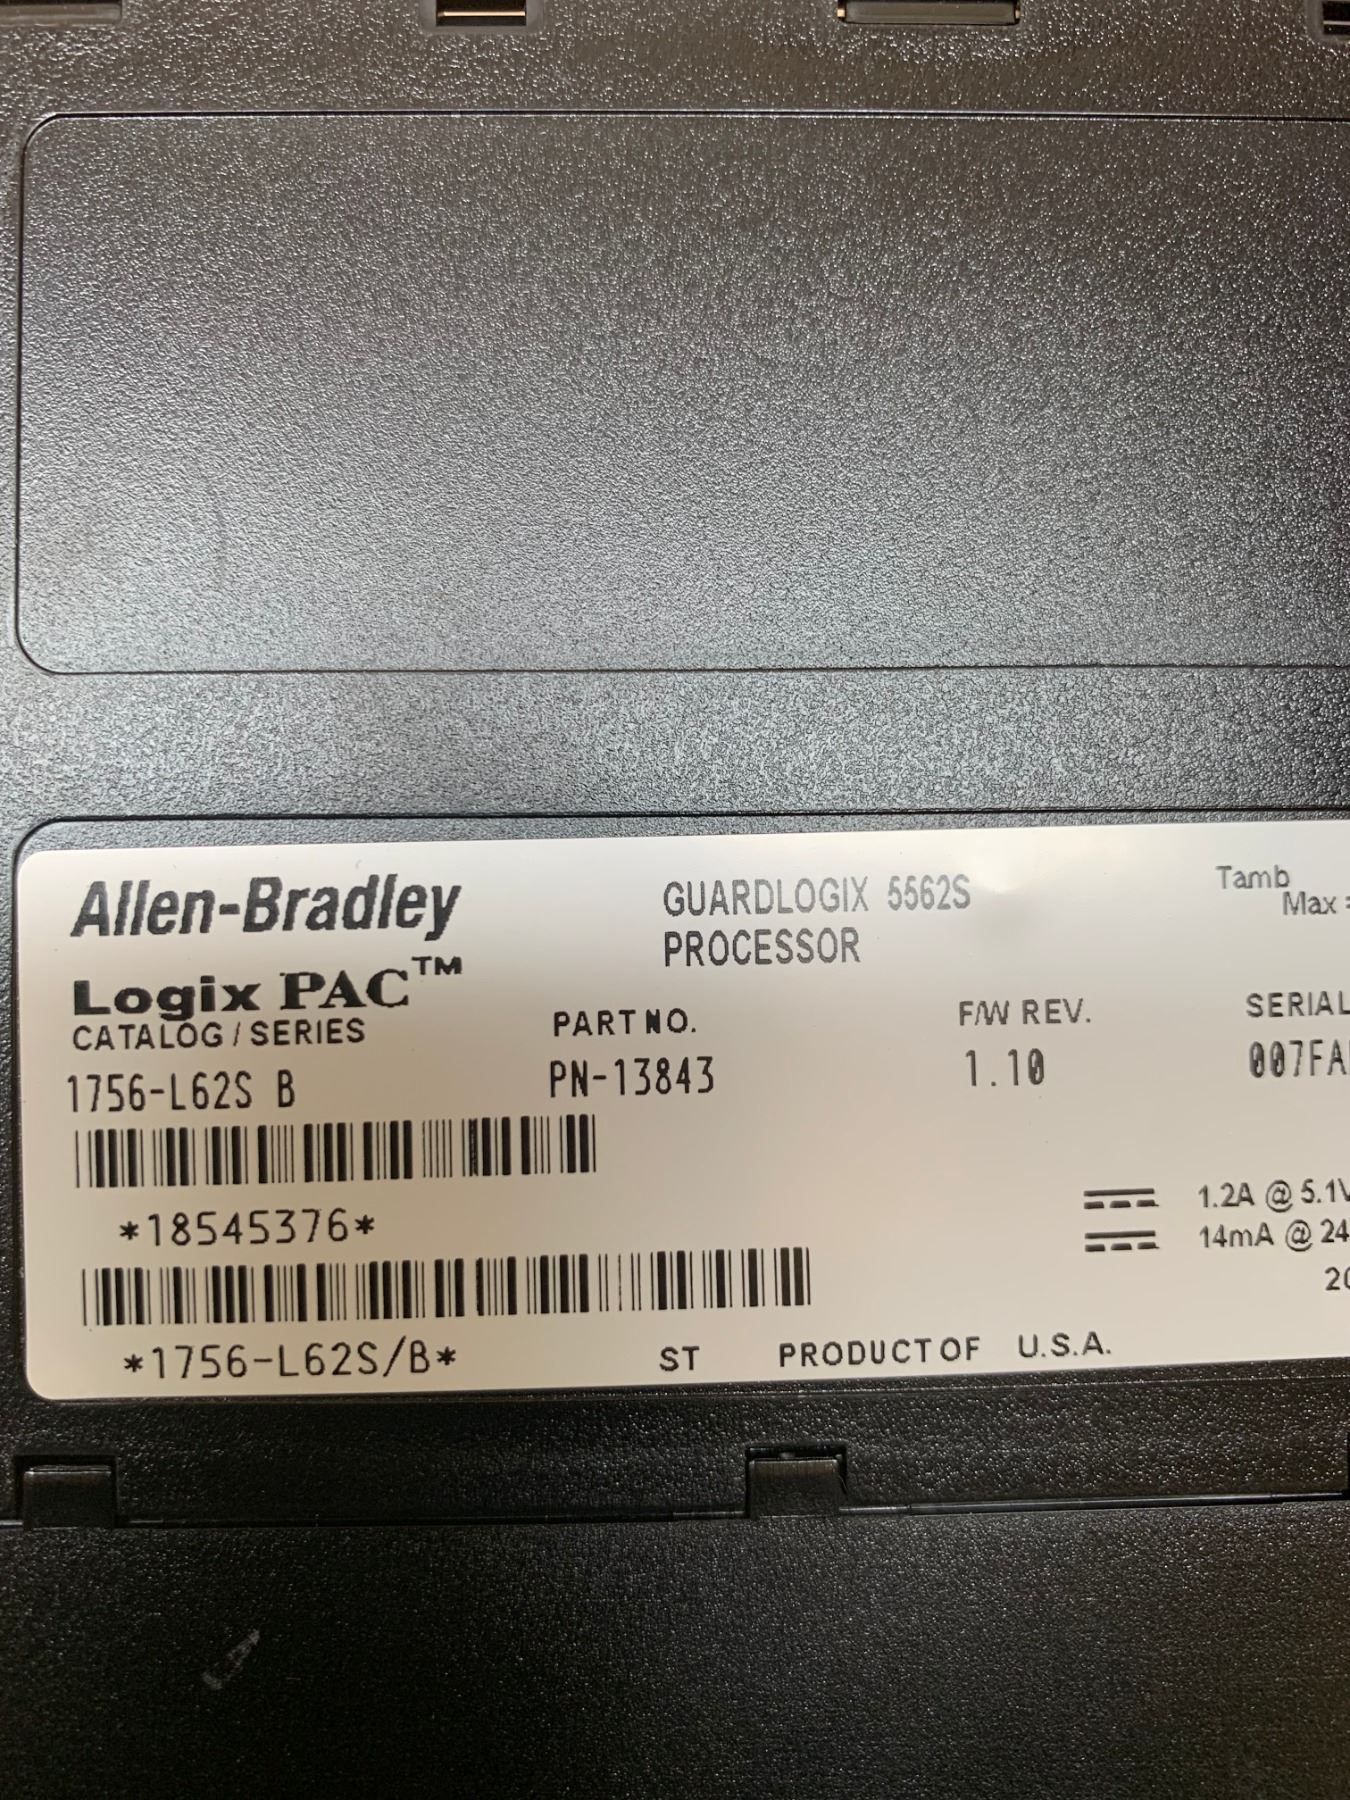 Allen-Bradley
Logix PAC™
CATALOG / SERIES
1756-L62S B
*18545376*
*1756-L62S/B*
GUARDLOGIX 5562S
PROCESSOR
PART NO.
PN-13843
F/W REV.
1.10
Tamb
Max =
SERIAL
007FA
1.2A @ 5.1V
14mA @ 24
ST PRODUCT OF U.S.A.